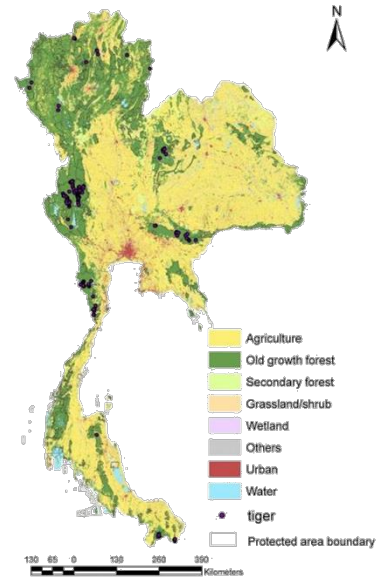 N
Agriculture
Old growth forest
Secondary forest
Grassland/shrub
Wetland
Others
Urban
Water
tiger
Protected area boundary
130 65 0 130 260 390
Kilometers